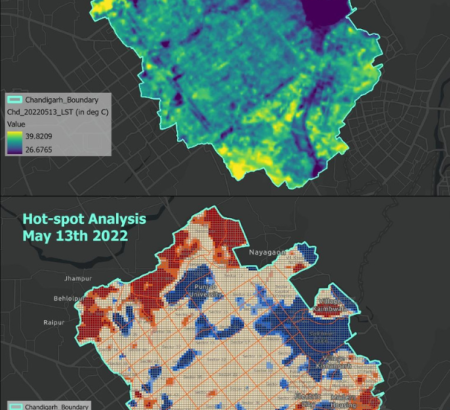 Chandigarh_Boundary
Chd_20220513_LST (in deg C)
Value
39.8209
26.6765
Hot-spot Analysis
May 13th 2022
Nayagaon
Jhampur
Behlolpur
Raipur
Chandigarh_Boundary